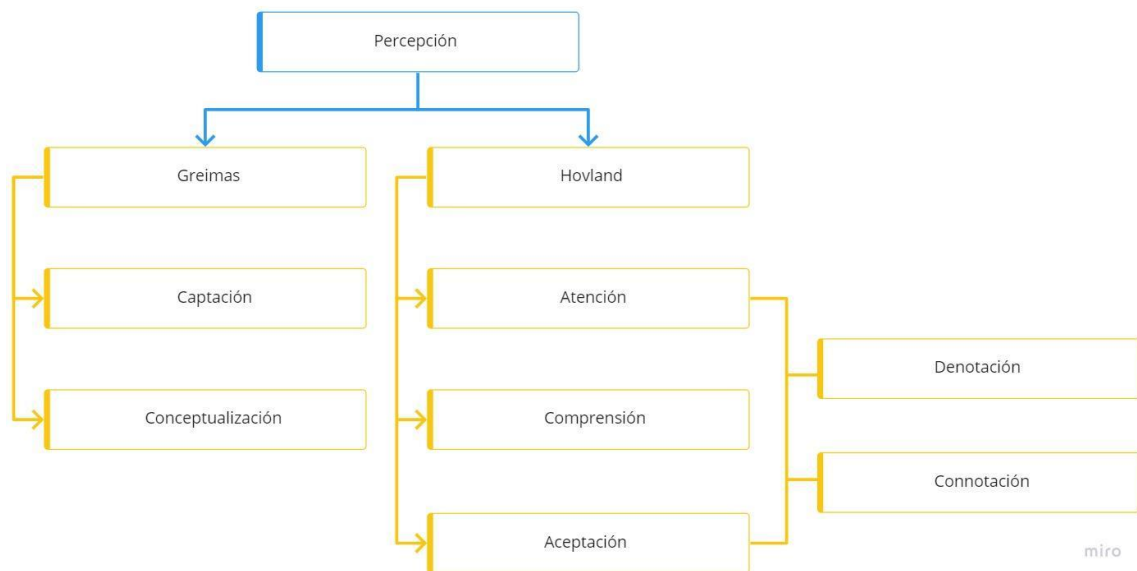 Percepción
Greimas
Hovland
Captación
Atención
Denotación
Conceptualización
Comprensión
Connotación
Aceptación
miro